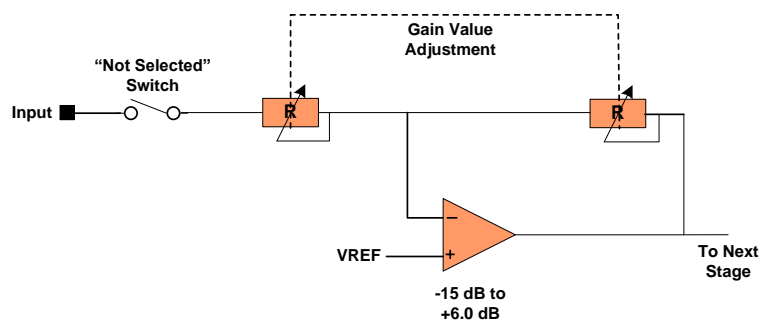 Gain Value
Adjustment
“Not Selected”
Switch
Input
R
R
VREF
−
+
To Next
Stage
-15 dB to
+6.0 dB